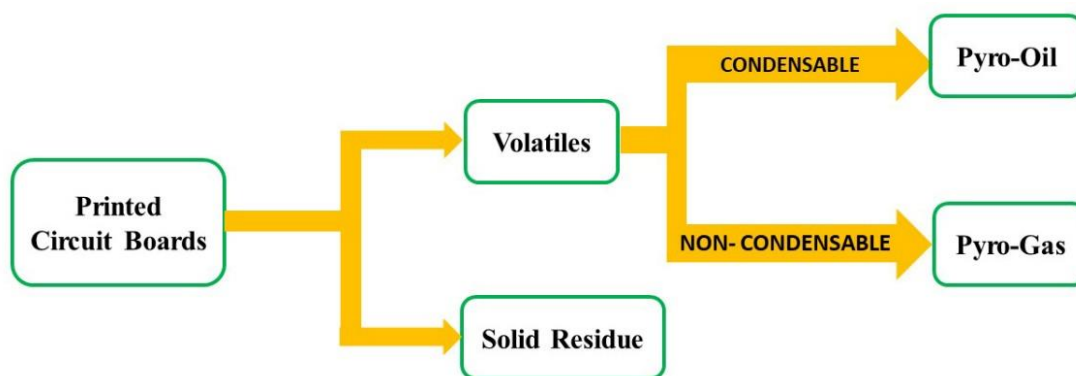 Printed
Circuit Boards
Volatiles
Solid Residue
CONDENSABLE
NON- CONDENSABLE
Pyro-Oil
Pyro-Gas